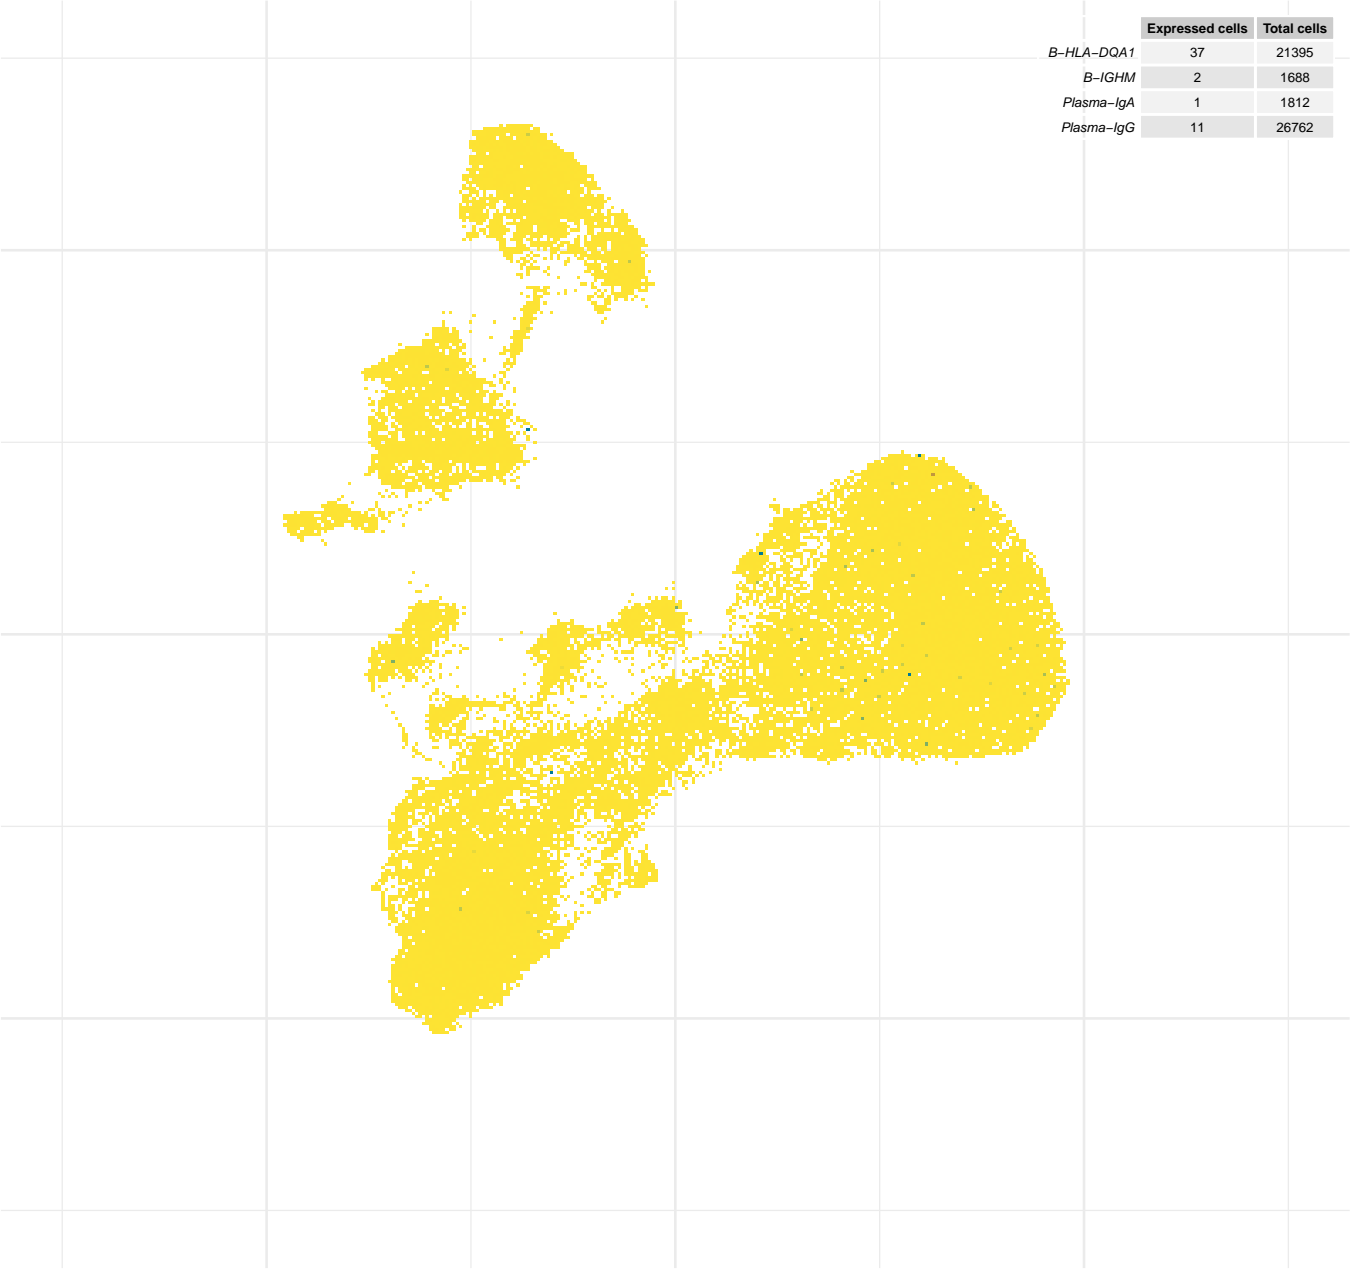 Expressed cells Total cells
B−HLA−DQA1 37 21395
B−IGHM 2 1688
Plasma−IgA 1 1812
Plasma−IgG 11 26762